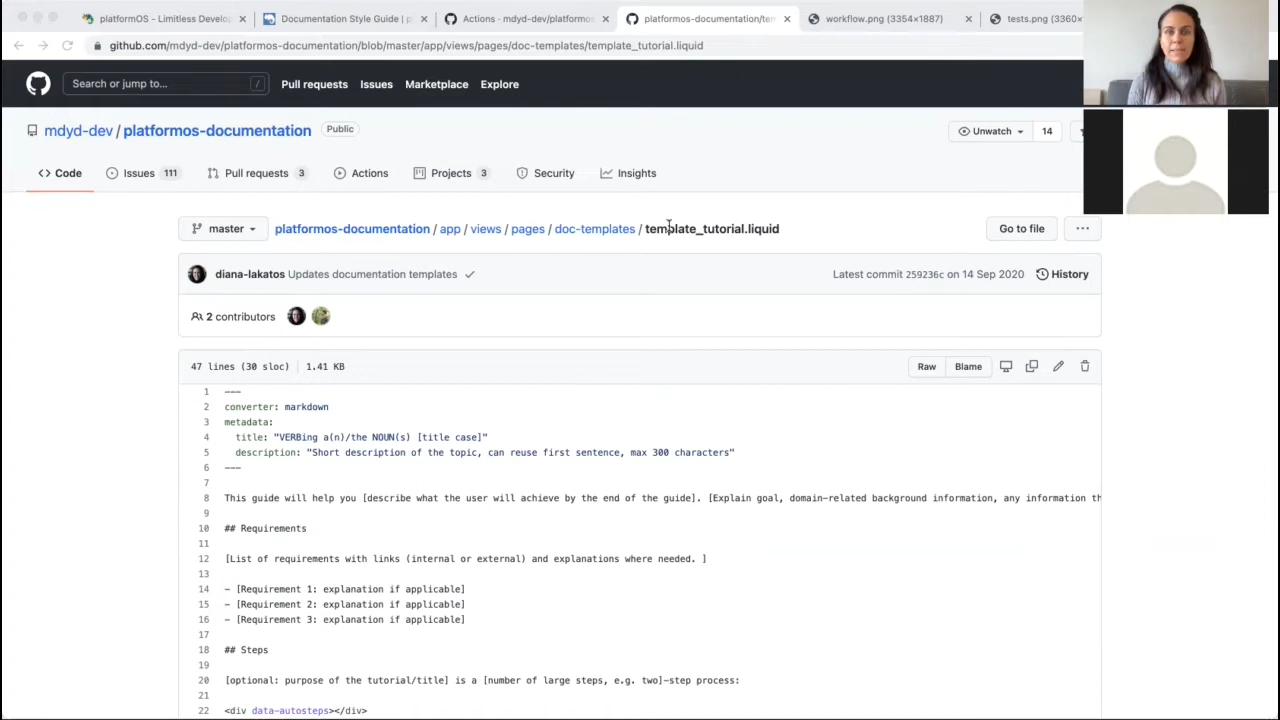 platformOS - Limitless Develop
Documentation Style Guide | p
Actions · mdyd-dev/platformos
platformos-documentation/tem
workflow.png (3354×1887)
tests.png (3360×
github.com/mdyd-dev/platformos-documentation/blob/master/app/views/pages/doc-templates/template_tutorial.liquid
Search or jump to... /
Pull requests Issues Marketplace Explore
mdyd-dev / platformos-documentation Public
Unwatch 14
Code Issues 111 Pull requests 3 Actions Projects 3 Security Insights
master platformos-documentation / app / views / pages / doc-templates / template_tutorial.liquid Go to file ...
diana-lakatos Updates documentation templates Latest commit 259236c on 14 Sep 2020 History
2 contributors
47 lines (30 sloc) 1.41 KB Raw Blame
1 ---
2 converter: markdown
3 metadata:
4 title: "VERBing a(n)/the NOUN(s) [title case]"
5 description: "Short description of the topic, can reuse first sentence, max 300 characters"
6 ---
7
8 This guide will help you [describe what the user will achieve by the end of the guide]. [Explain goal, domain-related background information, any information th
9
10 ## Requirements
11
12 [List of requirements with links (internal or external) and explanations where needed. ]
13
14 - [Requirement 1: explanation if applicable]
15 - [Requirement 2: explanation if applicable]
16 - [Requirement 3: explanation if applicable]
17
18 ## Steps
19
20 [optional: purpose of the tutorial/title] is a [number of large steps, e.g. two]-step process:
21
22 <div data-autosteps></div>